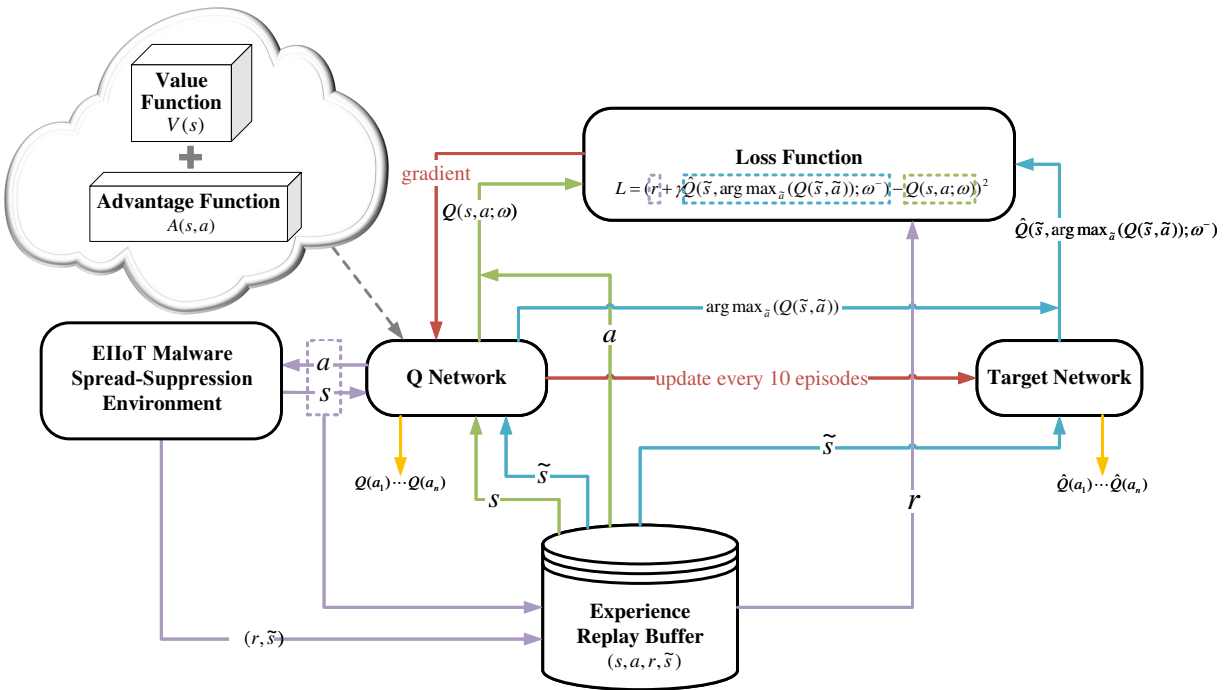 Value
Function
V(s)
+
Advantage Function
A(s,a)
Loss Function
L = (r + γQ̂(s̃, arg max_ã(Q(s̃,ã)); ω⁻) − Q(s,a;ω))²
gradient
Q(s,a;ω)
Q̂(s̃, arg max_ã(Q(s̃,ã)); ω⁻)
arg max_ã(Q(s̃,ã))
a
EIIoT Malware
Spread-Suppression
Environment
a
s
Q Network
update every 10 episodes
Target Network
s̃
s̃
s
Q(a₁)⋯Q(aₙ)
Q̂(a₁)⋯Q̂(aₙ)
r
(r,s̃)
Experience
Replay Buffer
(s,a,r,s̃)